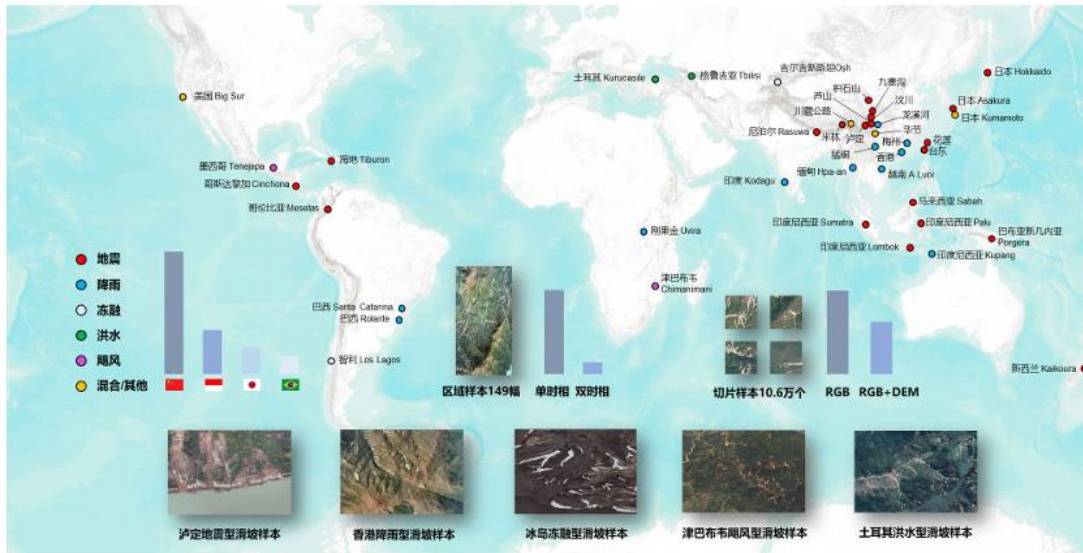 美国 Big Sur
墨西哥 Tenejapa
海地 Tiburon
哥斯达黎加 Cinchona
哥伦比亚 Mesetas
土耳其 Kurucasile
格鲁吉亚 Tbilisi
吉尔吉斯斯坦Osh
积石山
九寨沟
芦山
汶川
川藏公路
龙溪河
尼泊尔 Rasuwa
米林
泸定
毕节
梅州
花莲
台东
猛硐
香港
日本 Hokkaido
日本 Asakura
日本 Kumamoto
印度 Kodagu
缅甸 Hpa-an
越南 A Luoi
马来西亚 Sabah
印度尼西亚 Sumatra
印度尼西亚 Palu
巴布亚新几内亚
Porgera
印度尼西亚 Lombok
印度尼西亚 Kupang
刚果金 Uvira
津巴布韦
Chimanimani
巴西 Santa Catarina
巴西 Rolante
智利 Los Lagos
新西兰 Kaikoura
地震
降雨
冻融
洪水
飓风
混合/其他
区域样本149幅
单时相
双时相
切片样本10.6万个
RGB
RGB+DEM
泸定地震型滑坡样本
香港降雨型滑坡样本
冰岛冻融型滑坡样本
津巴布韦飓风型滑坡样本
土耳其洪水型滑坡样本